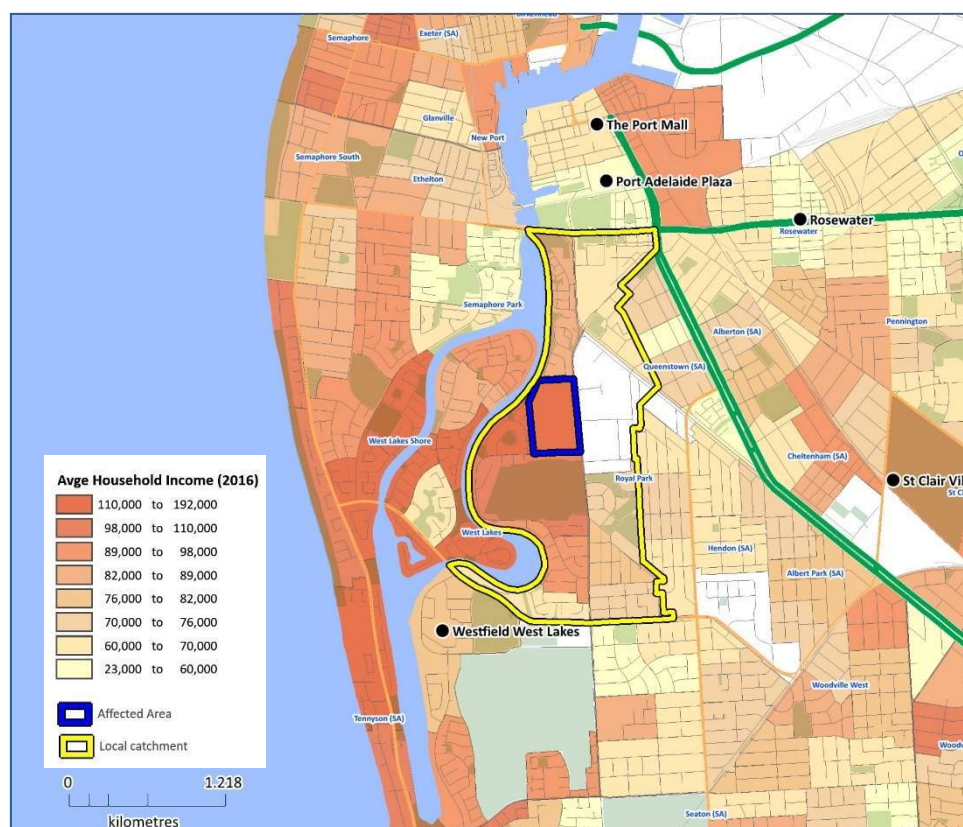 Birkenhead
Semaphore
Exeter (SA)
Glanville
New Port
The Port Mall
Semaphore South
Ethelton
Port Adelaide Plaza
Rosewater
Rosewater
Semaphore Park
Alberton (SA)
Pennington
Queenstown (SA)
West Lakes Shore
Cheltenham (SA)
Royal Park
St Clair Vil
St C
West Lakes
Hendon (SA)
Albert Park (SA)
Westfield West Lakes
Woodville West
Tennyson (SA)
Seaton (SA)
Avge Household Income (2016)
110,000 to 192,000
98,000 to 110,000
89,000 to 98,000
82,000 to 89,000
76,000 to 82,000
70,000 to 76,000
60,000 to 70,000
23,000 to 60,000
Affected Area
Local catchment
0 1.218
kilometres